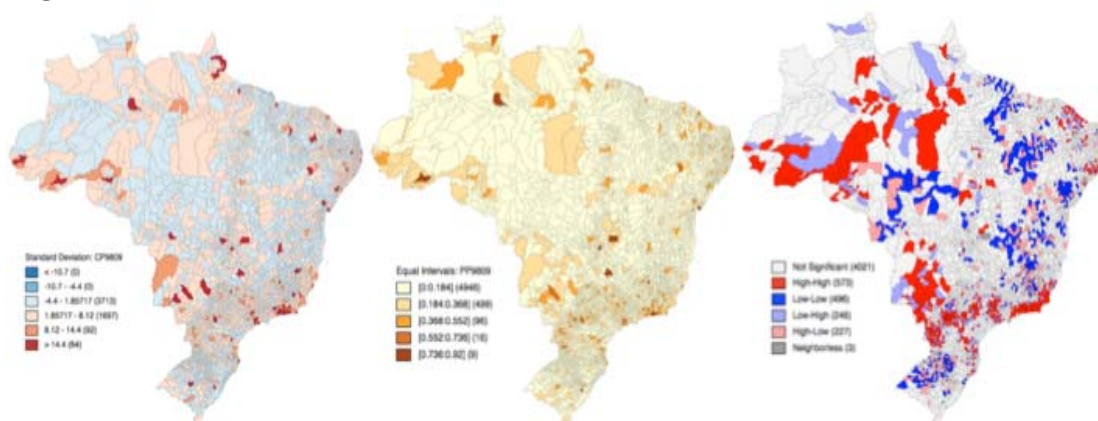 Standard Deviation: CP9809
< -10.7 (0)
-10.7 - -4.4 (0)
-4.4 - 1.85717 (3713)
1.85717 - 8.12 (1697)
8.12 - 14.4 (92)
> 14.4 (64)
Equal Intervals: PP9809
[0:0.184] (4946)
[0.184:0.368] (499)
[0.368:0.552] (96)
[0.552:0.736] (16)
[0.736:0.92] (9)
Not Significant (4021)
High-High (573)
Low-Low (496)
Low-High (246)
High-Low (227)
Neighborless (3)